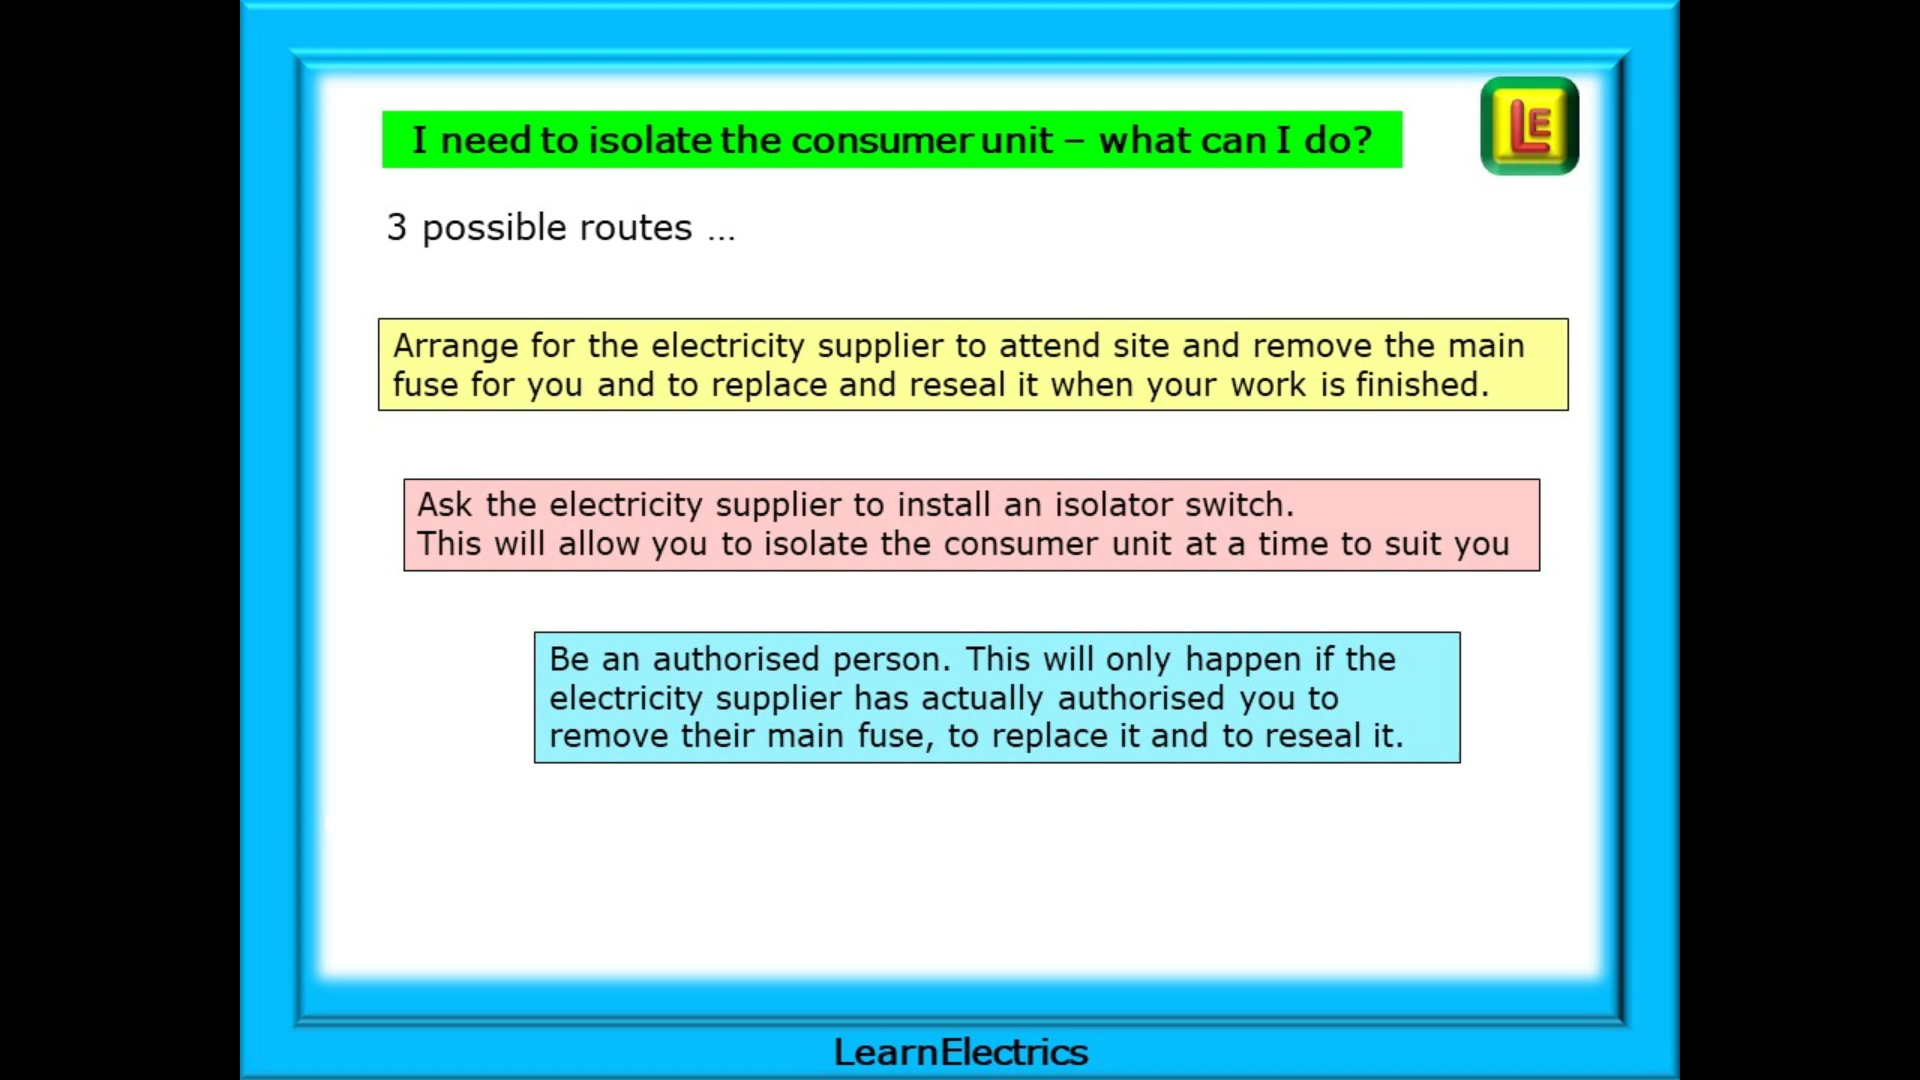 I need to isolate the consumer unit – what can I do?
LE
3 possible routes ...
Arrange for the electricity supplier to attend site and remove the main
fuse for you and to replace and reseal it when your work is finished.
Ask the electricity supplier to install an isolator switch.
This will allow you to isolate the consumer unit at a time to suit you
Be an authorised person. This will only happen if the
electricity supplier has actually authorised you to
remove their main fuse, to replace it and to reseal it.
LearnElectrics